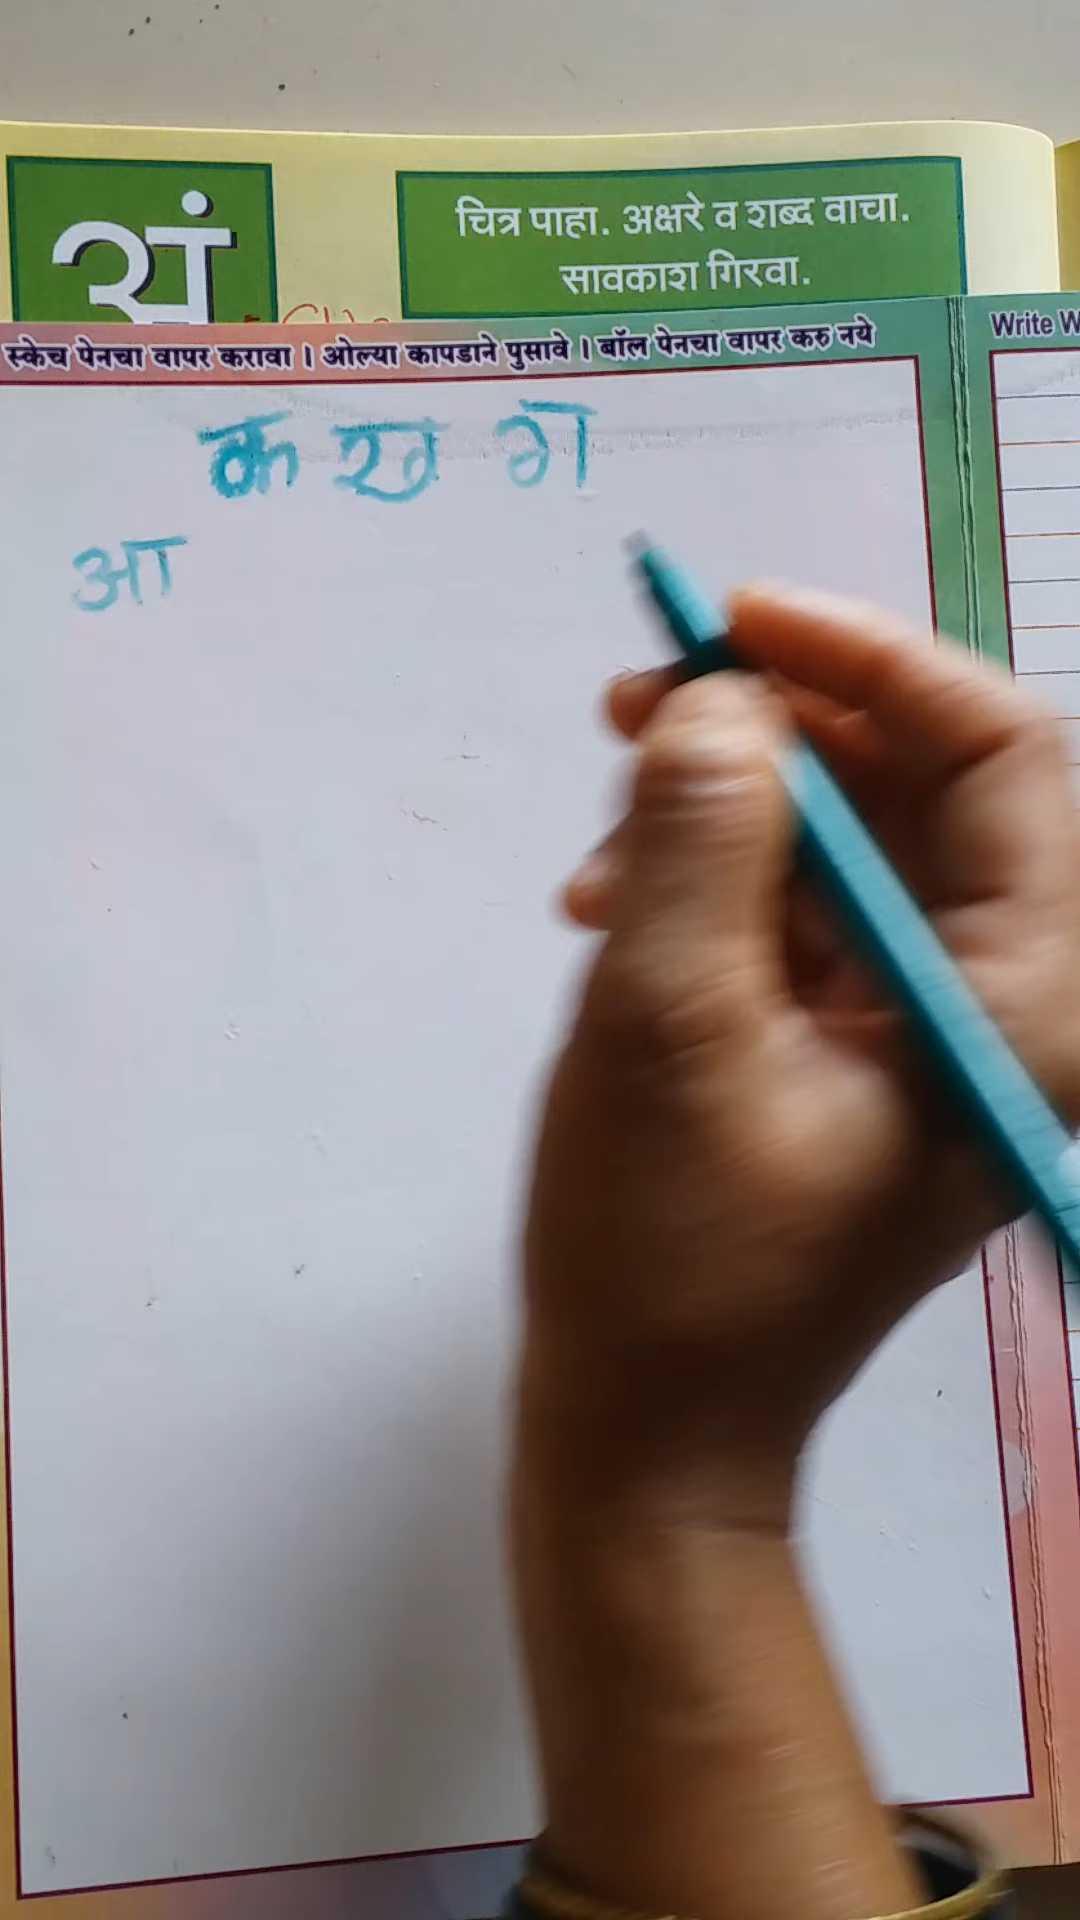 अं
चित्र पाहा. अक्षरे व शब्द वाचा.
सावकाश गिरवा.
स्केच पेनचा वापर करावा । ओल्या कापडाने पुसावे । बॉल पेनचा वापर करु नये
Write W
क ख ग
आ